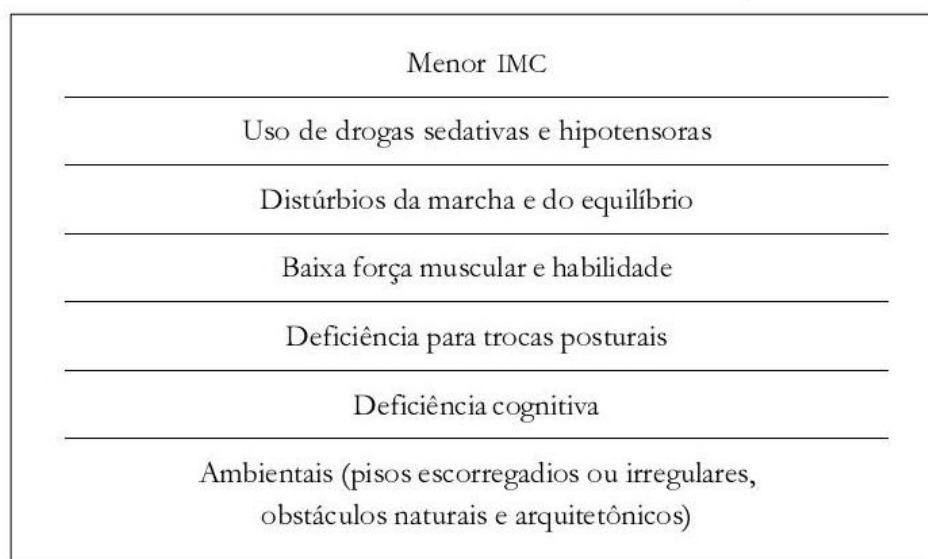 Menor IMC
Uso de drogas sedativas e hipotensoras
Distúrbios da marcha e do equilíbrio
Baixa força muscular e habilidade
Deficiência para trocas posturais
Deficiência cognitiva
Ambientais (pisos escorregadios ou irregulares,
obstáculos naturais e arquitetônicos)